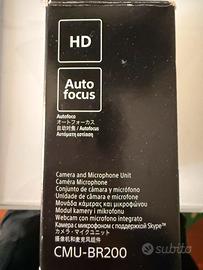 HD
Auto
focus
Autofoco
オートフォーカス
自动对焦 / Autofocus
Αυτόματη εστίαση
Camera and Microphone Unit
Caméra Microphone
Conjunto de cámara y micrófono
Unidade de câmara e microfone
Μονάδα κάμερας και μικροφώνου
Moduł kamery i mikrofonu
Webcam con microfono integrato
Камера с микрофоном с поддержкой Skype™
カメラ・マイクユニット
摄像机和麦克风组件
CMU-BR200
subito